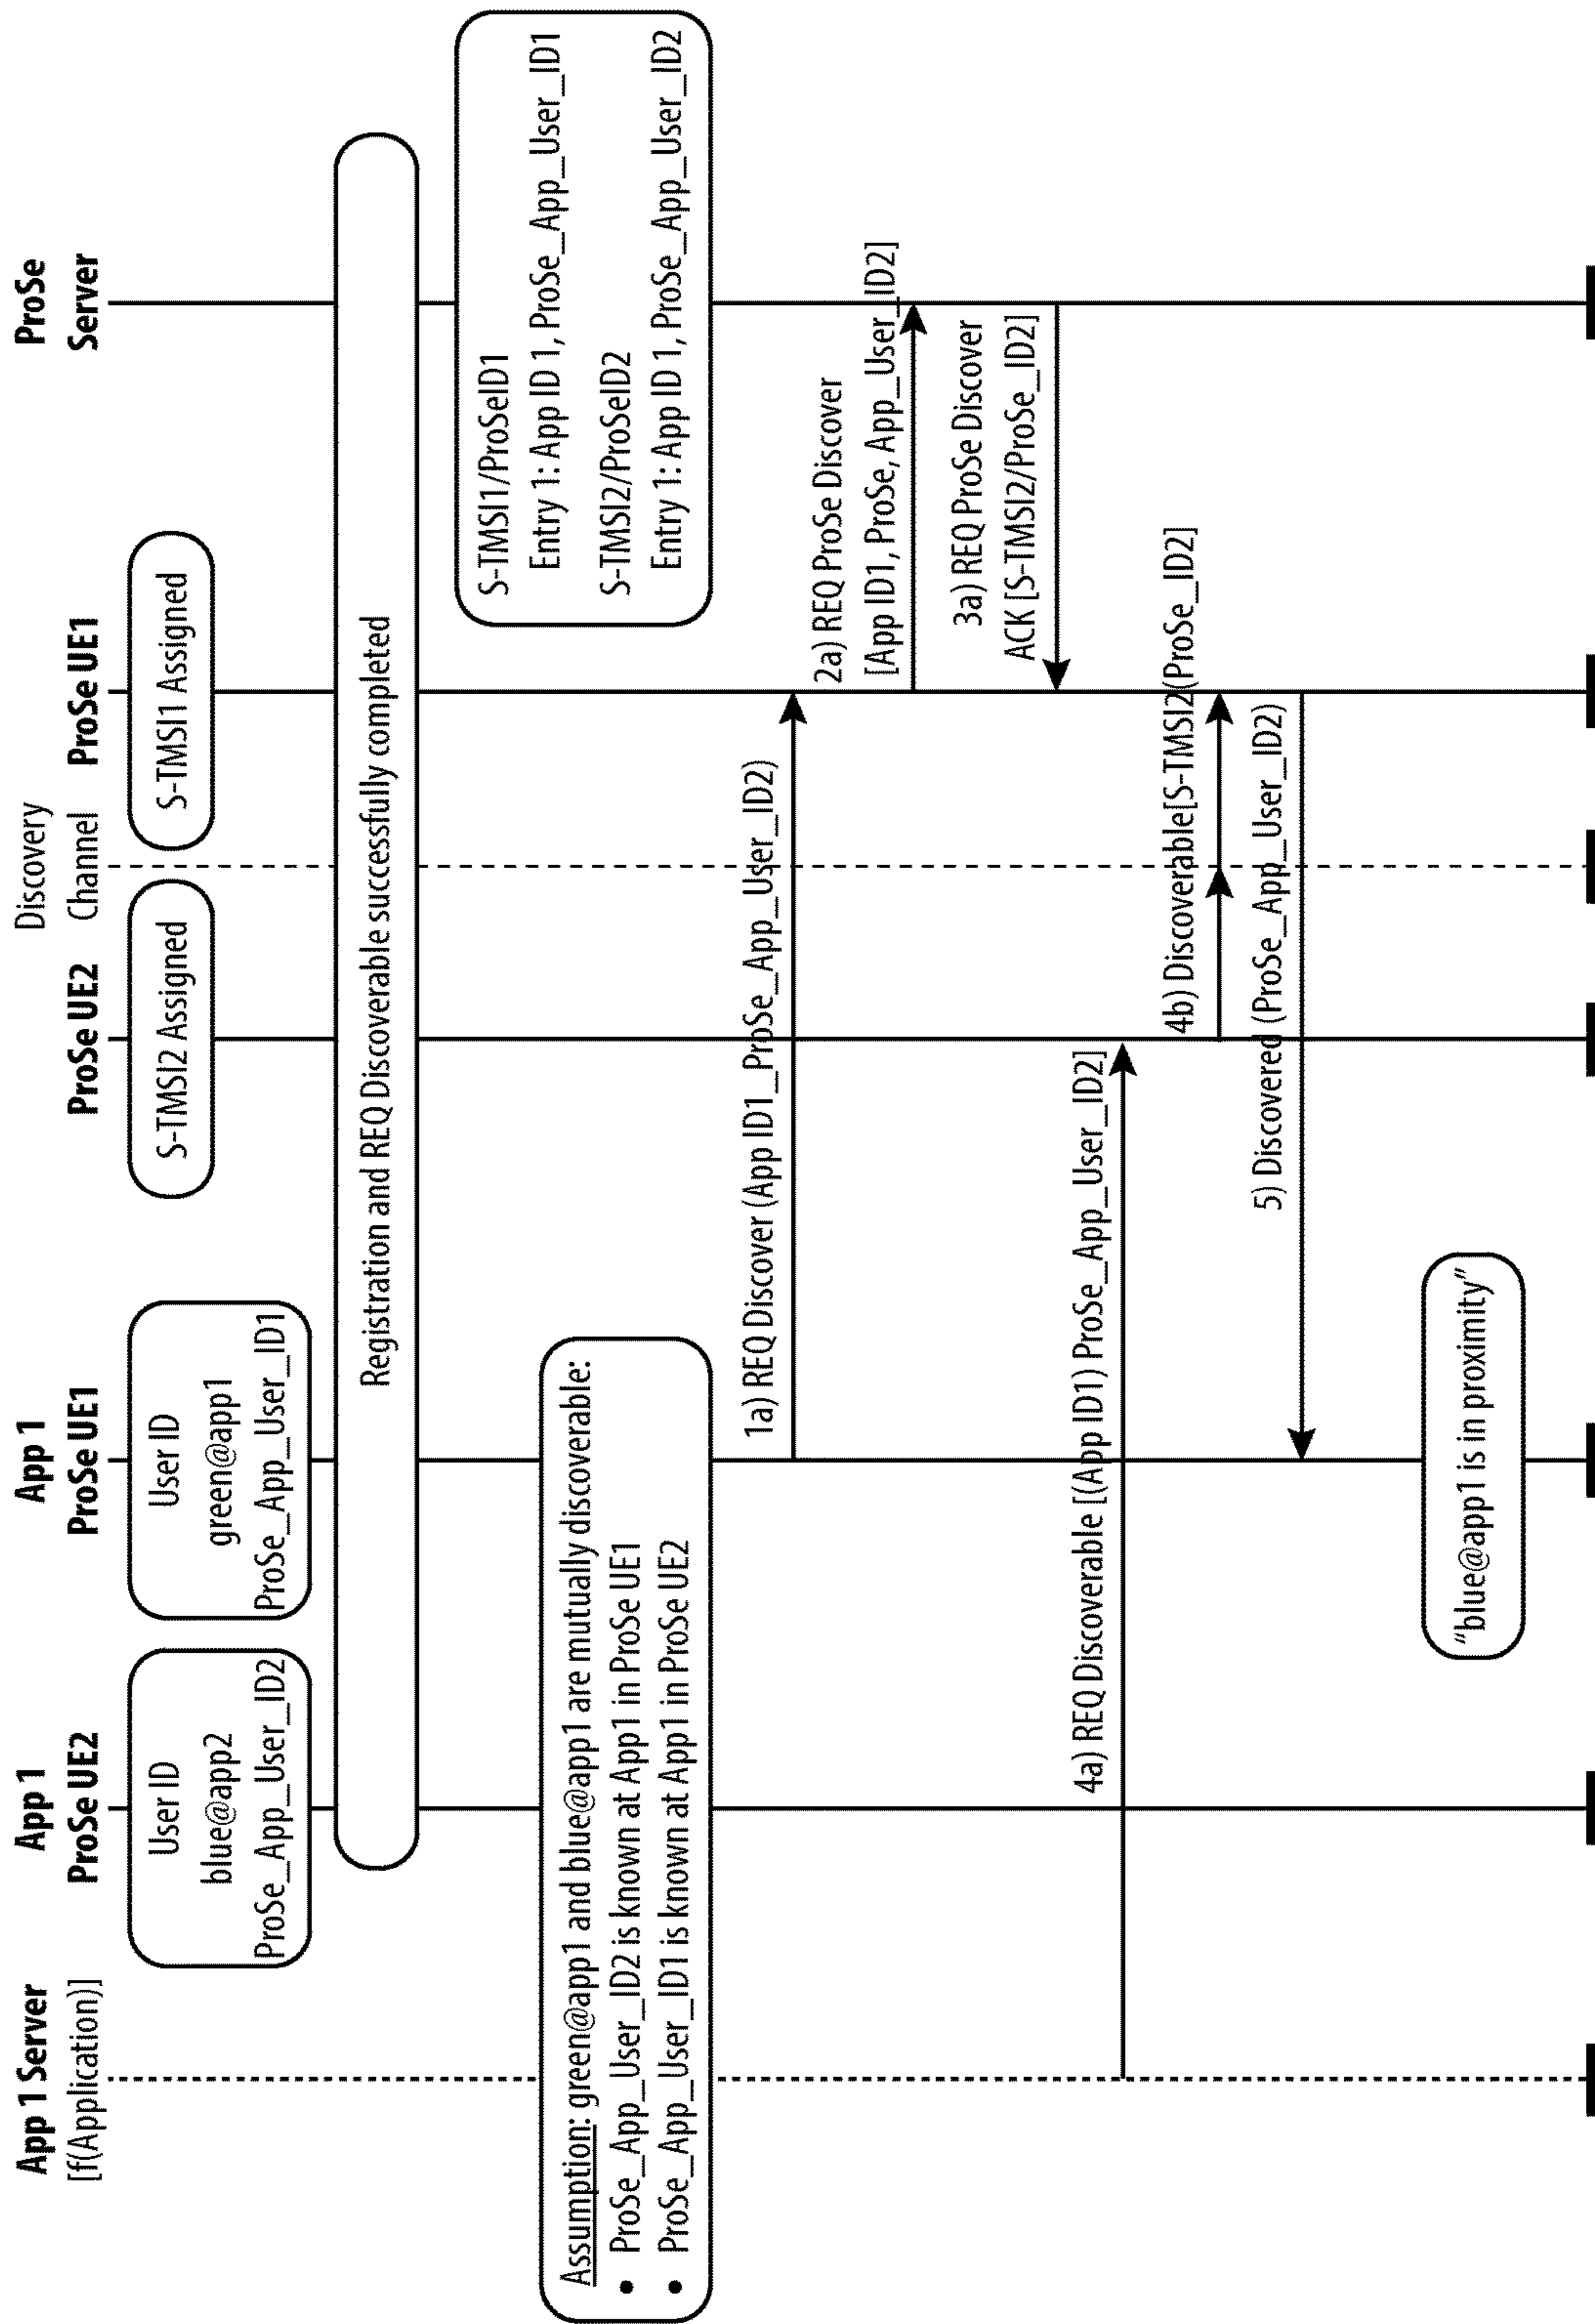 App 1 Server
[f(Application)]
App 1
ProSe UE2
App 1
ProSe UE1
ProSe UE2
Discovery
Channel
ProSe UE1
ProSe
Server
User ID
blue@app2
ProSe_App_User_ID2
User ID
green@app1
ProSe_App_User_ID1
S-TMSI2 Assigned
S-TMSI1 Assigned
Registration and REQ Discoverable successfully completed
S-TMSI1/ProSeID1
Entry 1: App ID 1, ProSe_App_User_ID1
S-TMSI2/ProSeID2
Entry 1: App ID 1, ProSe_App_User_ID2
Assumption: green@app1 and blue@app1 are mutually discoverable:
• ProSe_App_User_ID2 is known at App1 in ProSe UE1
• ProSe_App_User_ID1 is known at App1 in ProSe UE2
1a) REQ Discover (App ID1_ProSe_App_User_ID2)
2a) REQ ProSe Discover
[App ID1, ProSe, App_User_ID2]
3a) REQ ProSe Discover
ACK [S-TMSI2/ProSe_ID2]
4a) REQ Discoverable [(App ID1) ProSe_App_User_ID2]
4b) Discoverable[S-TMSI2(ProSe_ID2]
5) Discovered (ProSe_App_User_ID2)
“blue@app1 is in proximity”